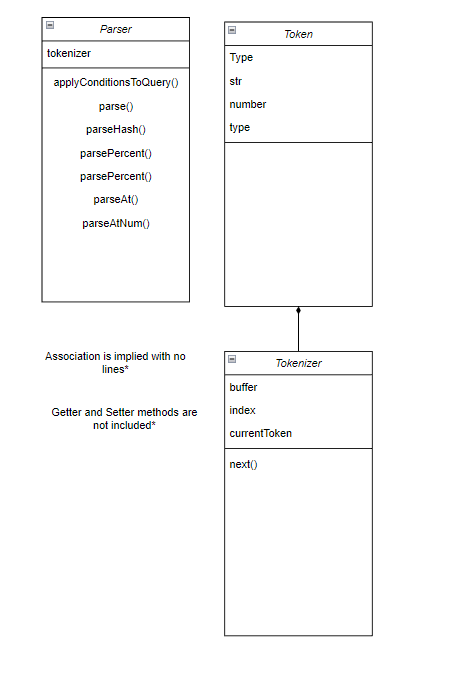 Parser
tokenizer
applyConditionsToQuery()
parse()
parseHash()
parsePercent()
parsePercent()
parseAt()
parseAtNum()
Token
Type
str
number
type
Association is implied with no
lines*
Getter and Setter methods are
not included*
Tokenizer
buffer
index
currentToken
next()